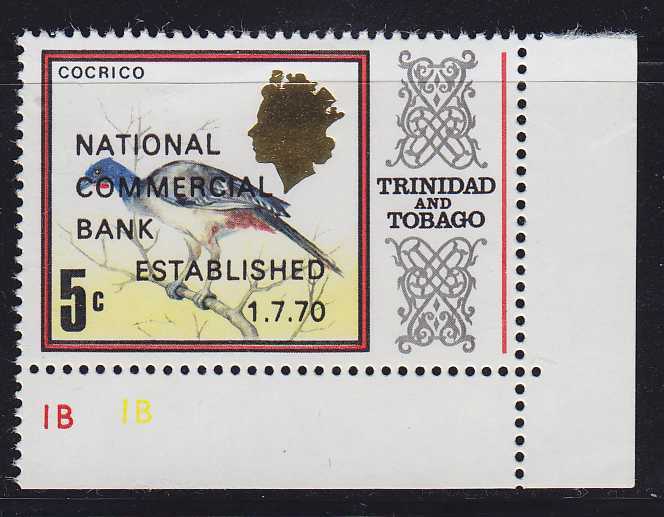 COCRICO
NATIONAL
COMMERCIAL
BANK
ESTABLISHED
1.7.70
5c
TRINIDAD
AND
TOBAGO
1B 1B